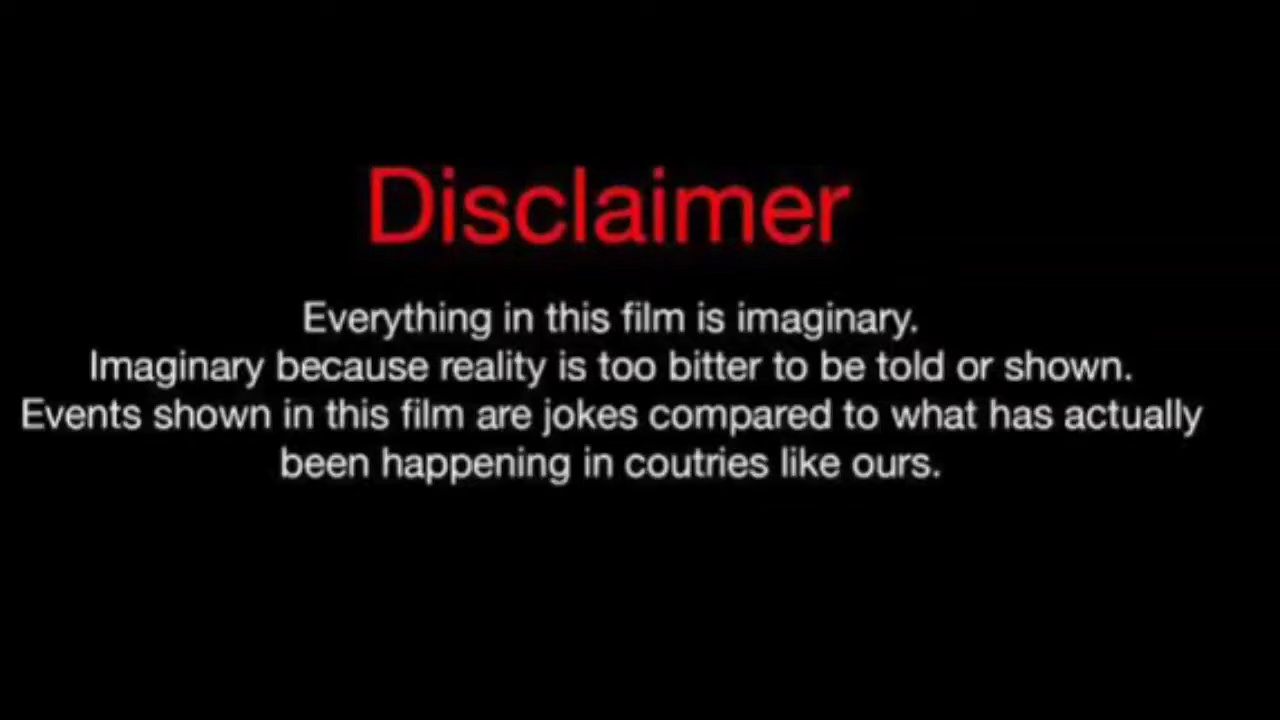 Disclaimer
Everything in this film is imaginary.
Imaginary because reality is too bitter to be told or shown.
Events shown in this film are jokes compared to what has actually
been happening in coutries like ours.